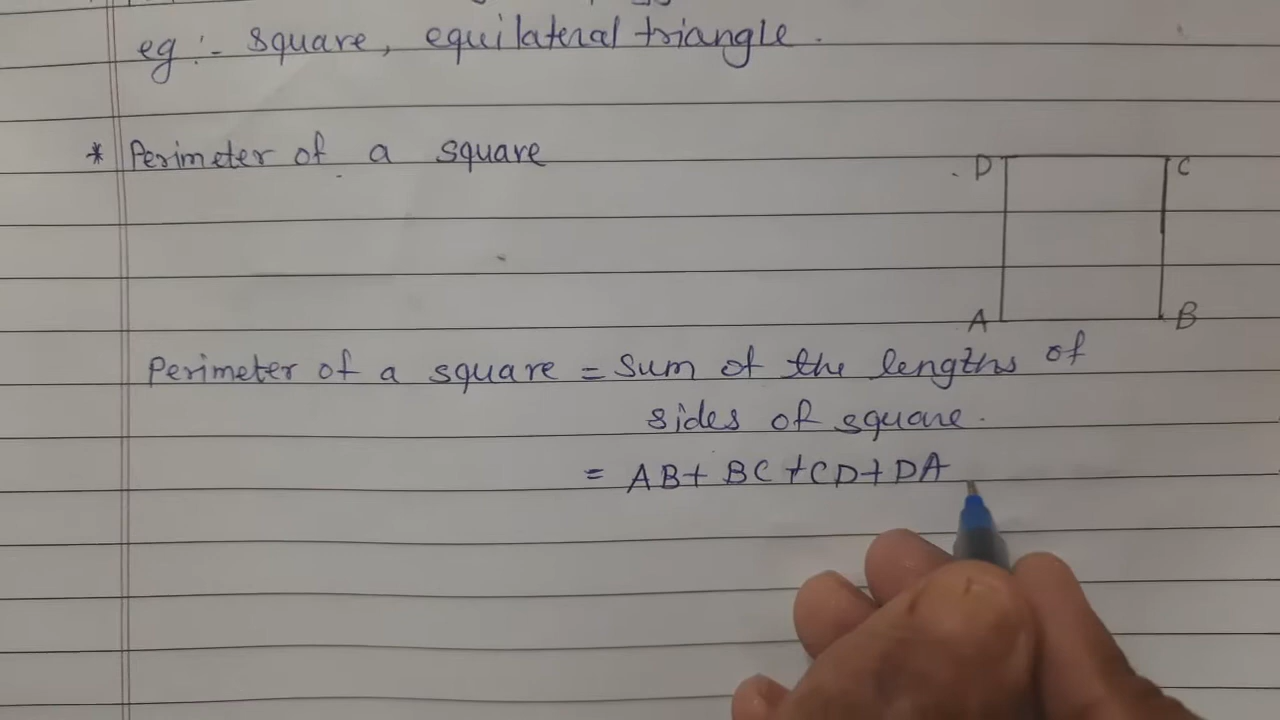 eg :- square, equilateral triangle.
* Perimeter of a square
D C
A B
Perimeter of a square = Sum of the lengths of
sides of square.
= AB + BC + CD + DA